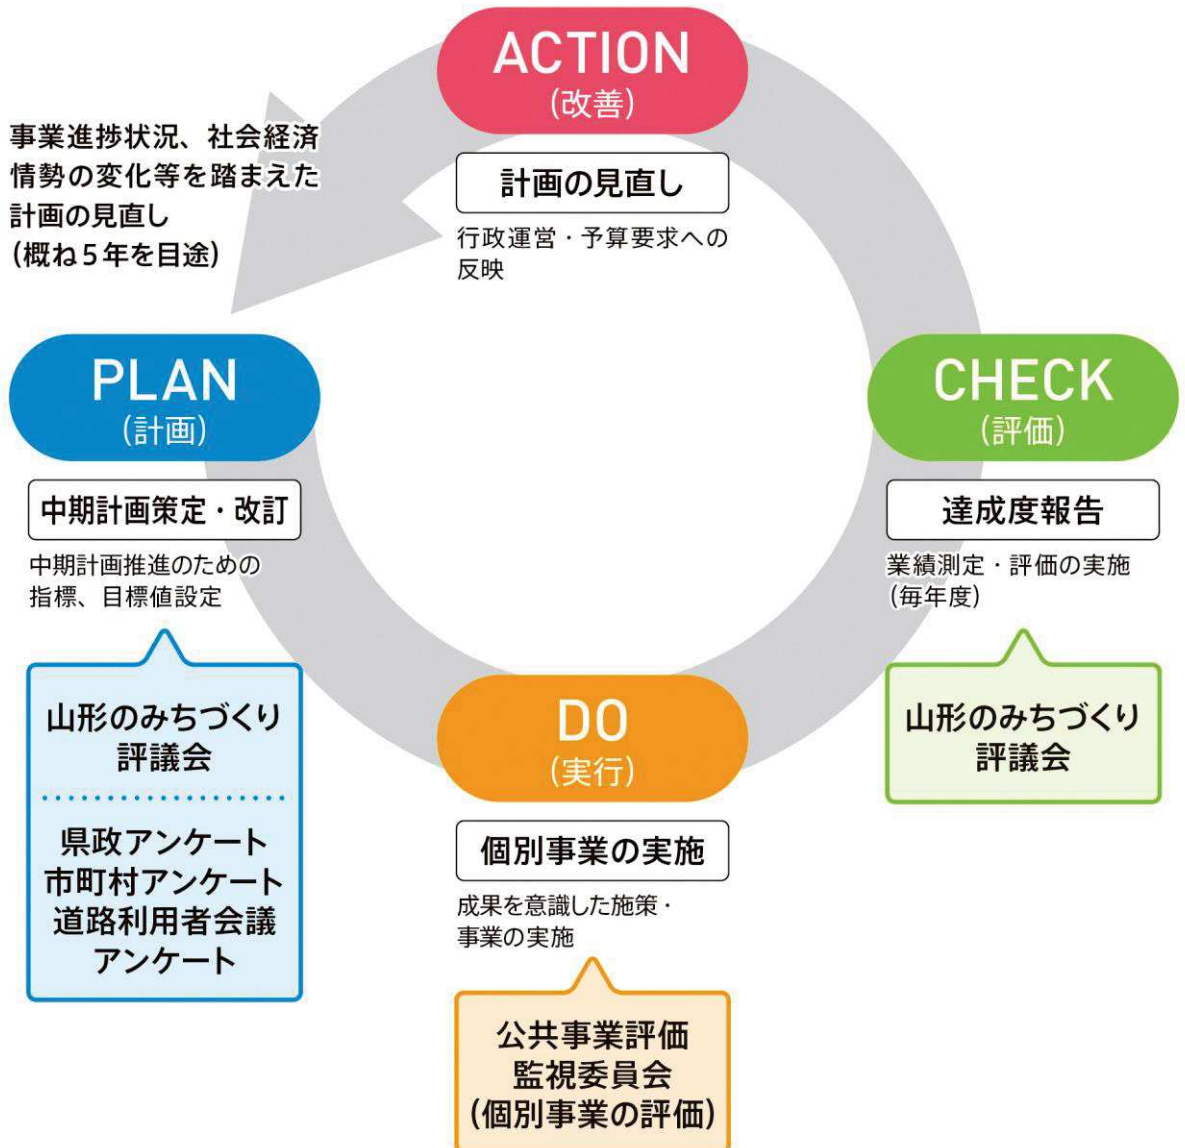 ACTION
(改善)
計画の見直し
行政運営・予算要求への
反映
事業進捗状況、社会経済
情勢の変化等を踏まえた
計画の見直し
(概ね5年を目途)
PLAN
(計画)
中期計画策定・改訂
中期計画推進のための
指標、目標値設定
山形のみちづくり
評議会
県政アンケート
市町村アンケート
道路利用者会議
アンケート
DO
(実行)
個別事業の実施
成果を意識した施策・
事業の実施
公共事業評価
監視委員会
(個別事業の評価)
CHECK
(評価)
達成度報告
業績測定・評価の実施
(毎年度)
山形のみちづくり
評議会